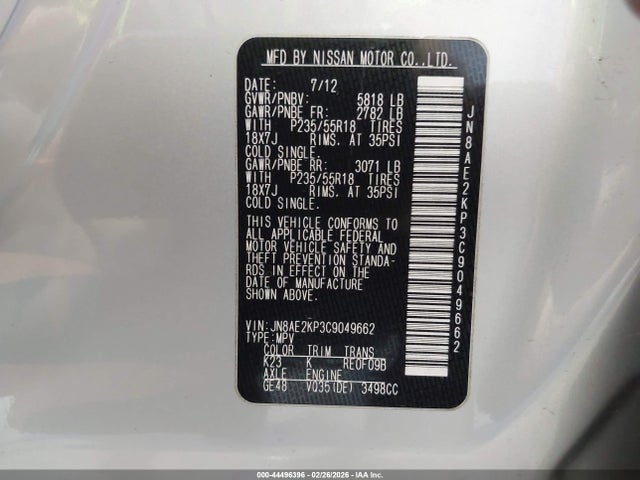 MFD BY NISSAN MOTOR CO.,LTD.
DATE: 7/12
GVWR/PNBV: 5818 LB
GAWR/PNBE FR: 2782 LB
WITH P235/55R18 TIRES
18X7J RIMS. AT 35PSI
COLD SINGLE.
GAWR/PNBE RR: 3071 LB
WITH P235/55R18 TIRES
18X7J RIMS. AT 35PSI
COLD SINGLE.
THIS VEHICLE CONFORMS TO
ALL APPLICABLE FEDERAL
MOTOR VEHICLE SAFETY AND
THEFT PREVENTION STANDA-
RDS IN EFFECT ON THE
DATE OF MANUFACTURE
SHOWN ABOVE.
VIN:JN8AE2KP3C9049662
TYPE:MPV
COLOR TRIM TRANS
K23 K RE0F09B
AXLE ENGINE
GE48 VQ35(DE) 3498CC
JN8AE2KP3C9049662
000-44496396 - 02/26/2026 - COPYRIGHT IAA, LLC